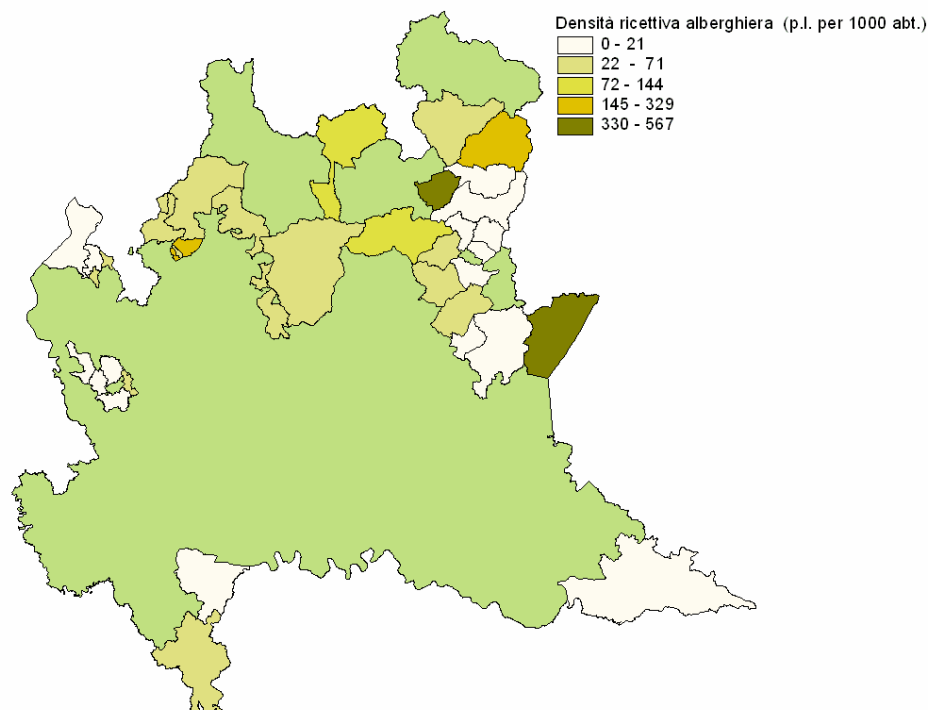 Densità ricettiva alberghiera (p.l. per 1000 abt.)
0 - 21
22 - 71
72 - 144
145 - 329
330 - 567